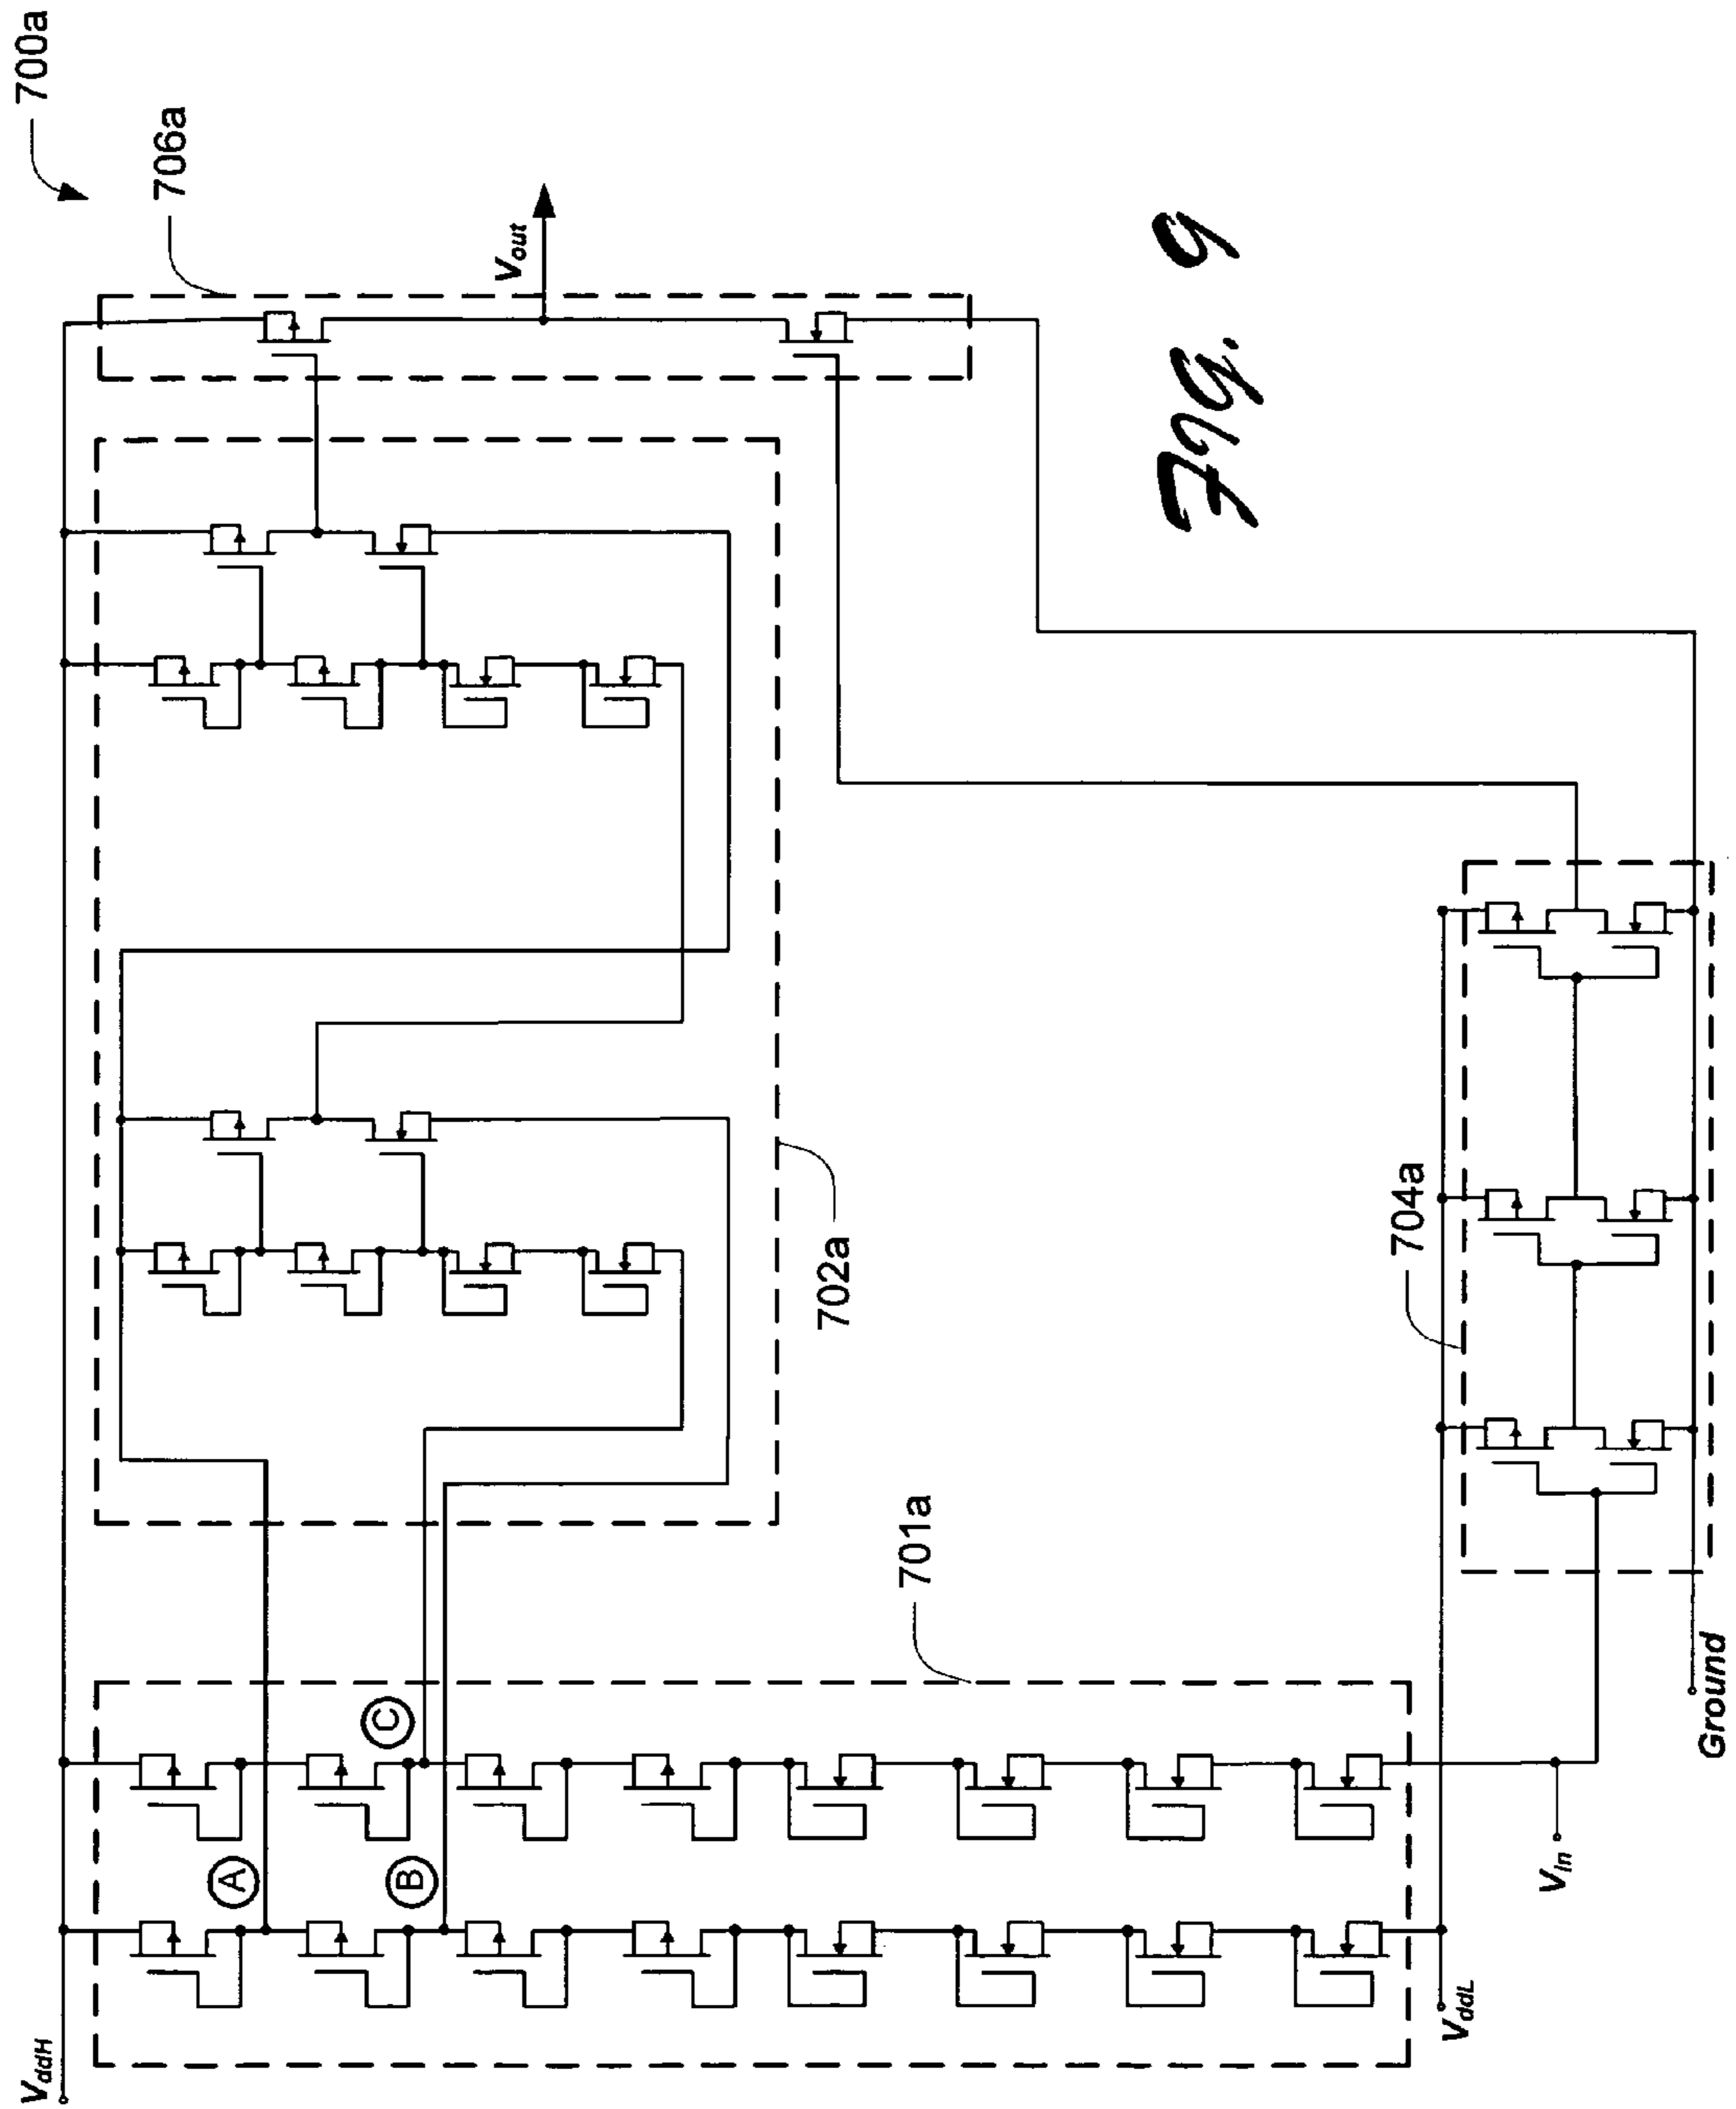 700a
706a
Vout
FIG. 9
702a
704a
701a
A
B
C
VddH
VddL
Vin
Ground